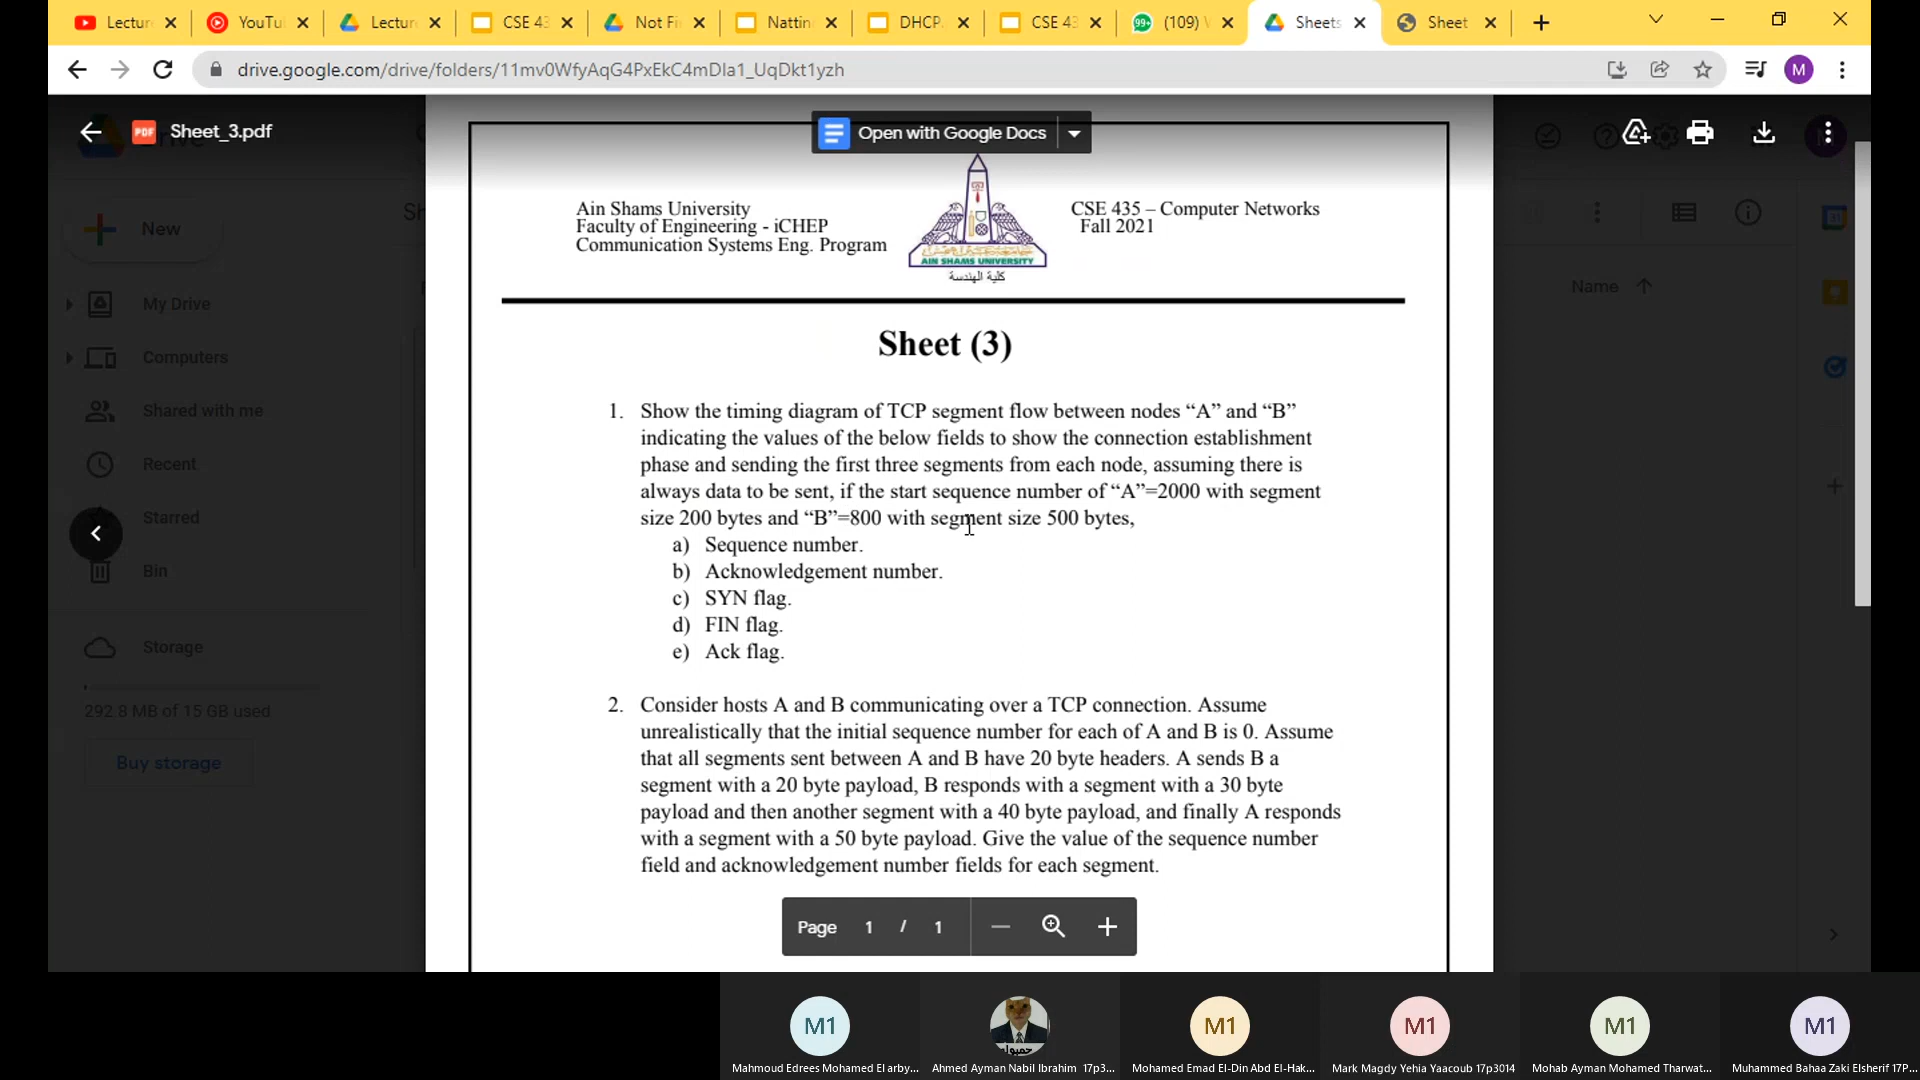 Lecture
YouTu
Lecture
CSE 43
Not Fi
Nattin
DHCP
CSE 43
99+
(109)
Sheets
Sheet
drive.google.com/drive/folders/11mv0WfyAqG4PxEkC4mDla1_UqDkt1yzh
M
PDF
Sheet_3.pdf
Open with Google Docs
New
My Drive
Computers
Shared with me
Recent
Starred
Bin
Storage
292.8 MB of 15 GB used
Buy storage
Name
Ain Shams University
Faculty of Engineering - iCHEP
Communication Systems Eng. Program
AIN SHAMS UNIVERSITY
كلية الهندسة
CSE 435 – Computer Networks
Fall 2021
Sheet (3)
1. Show the timing diagram of TCP segment flow between nodes “A” and “B”
indicating the values of the below fields to show the connection establishment
phase and sending the first three segments from each node, assuming there is
always data to be sent, if the start sequence number of “A”=2000 with segment
size 200 bytes and “B”=800 with segment size 500 bytes,
a) Sequence number.
b) Acknowledgement number.
c) SYN flag.
d) FIN flag.
e) Ack flag.
2. Consider hosts A and B communicating over a TCP connection. Assume
unrealistically that the initial sequence number for each of A and B is 0. Assume
that all segments sent between A and B have 20 byte headers. A sends B a
segment with a 20 byte payload, B responds with a segment with a 30 byte
payload and then another segment with a 40 byte payload, and finally A responds
with a segment with a 50 byte payload. Give the value of the sequence number
field and acknowledgement number fields for each segment.
Page 1 / 1
M1
M1
M1
M1
M1
Mahmoud Edrees Mohamed El arby...
Ahmed Ayman Nabil Ibrahim 17p3...
Mohamed Emad El-Din Abd El-Hak...
Mark Magdy Yehia Yaacoub 17p3014
Mohab Ayman Mohamed Tharwat...
Muhammed Bahaa Zaki Elsherif 17P...